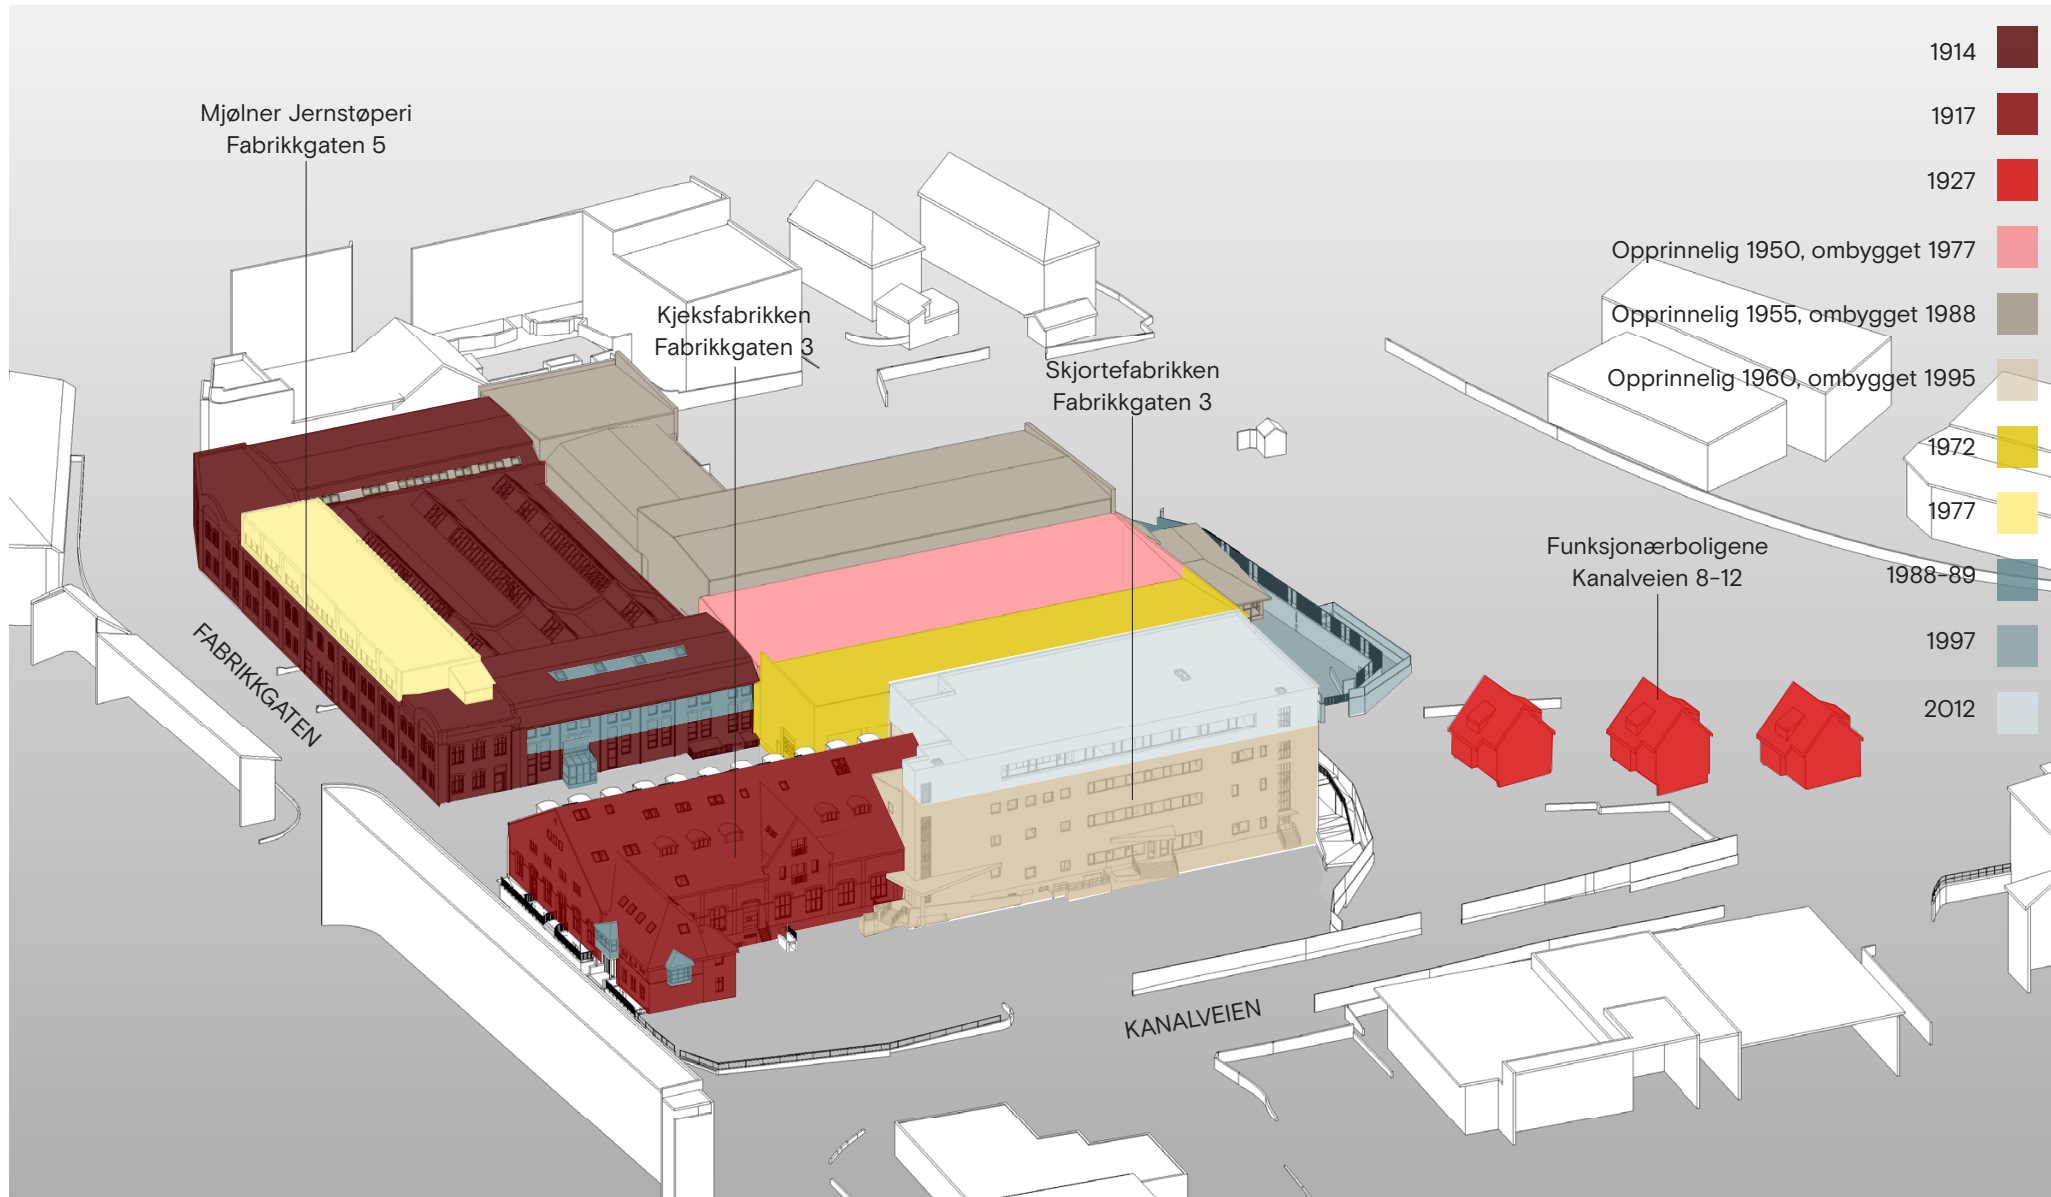 Mjølner Jernstøperi
Fabrikkgaten 5
Kjeksfabrikken
Fabrikkgaten 3
Skjortefabrikken
Fabrikkgaten 3
Funksjonærboligene
Kanalveien 8-12
FABRIKKGATEN
KANALVEIEN
1914
1917
1927
Opprinnelig 1950, ombygget 1977
Opprinnelig 1955, ombygget 1988
Opprinnelig 1960, ombygget 1995
1972
1977
1988-89
1997
2012